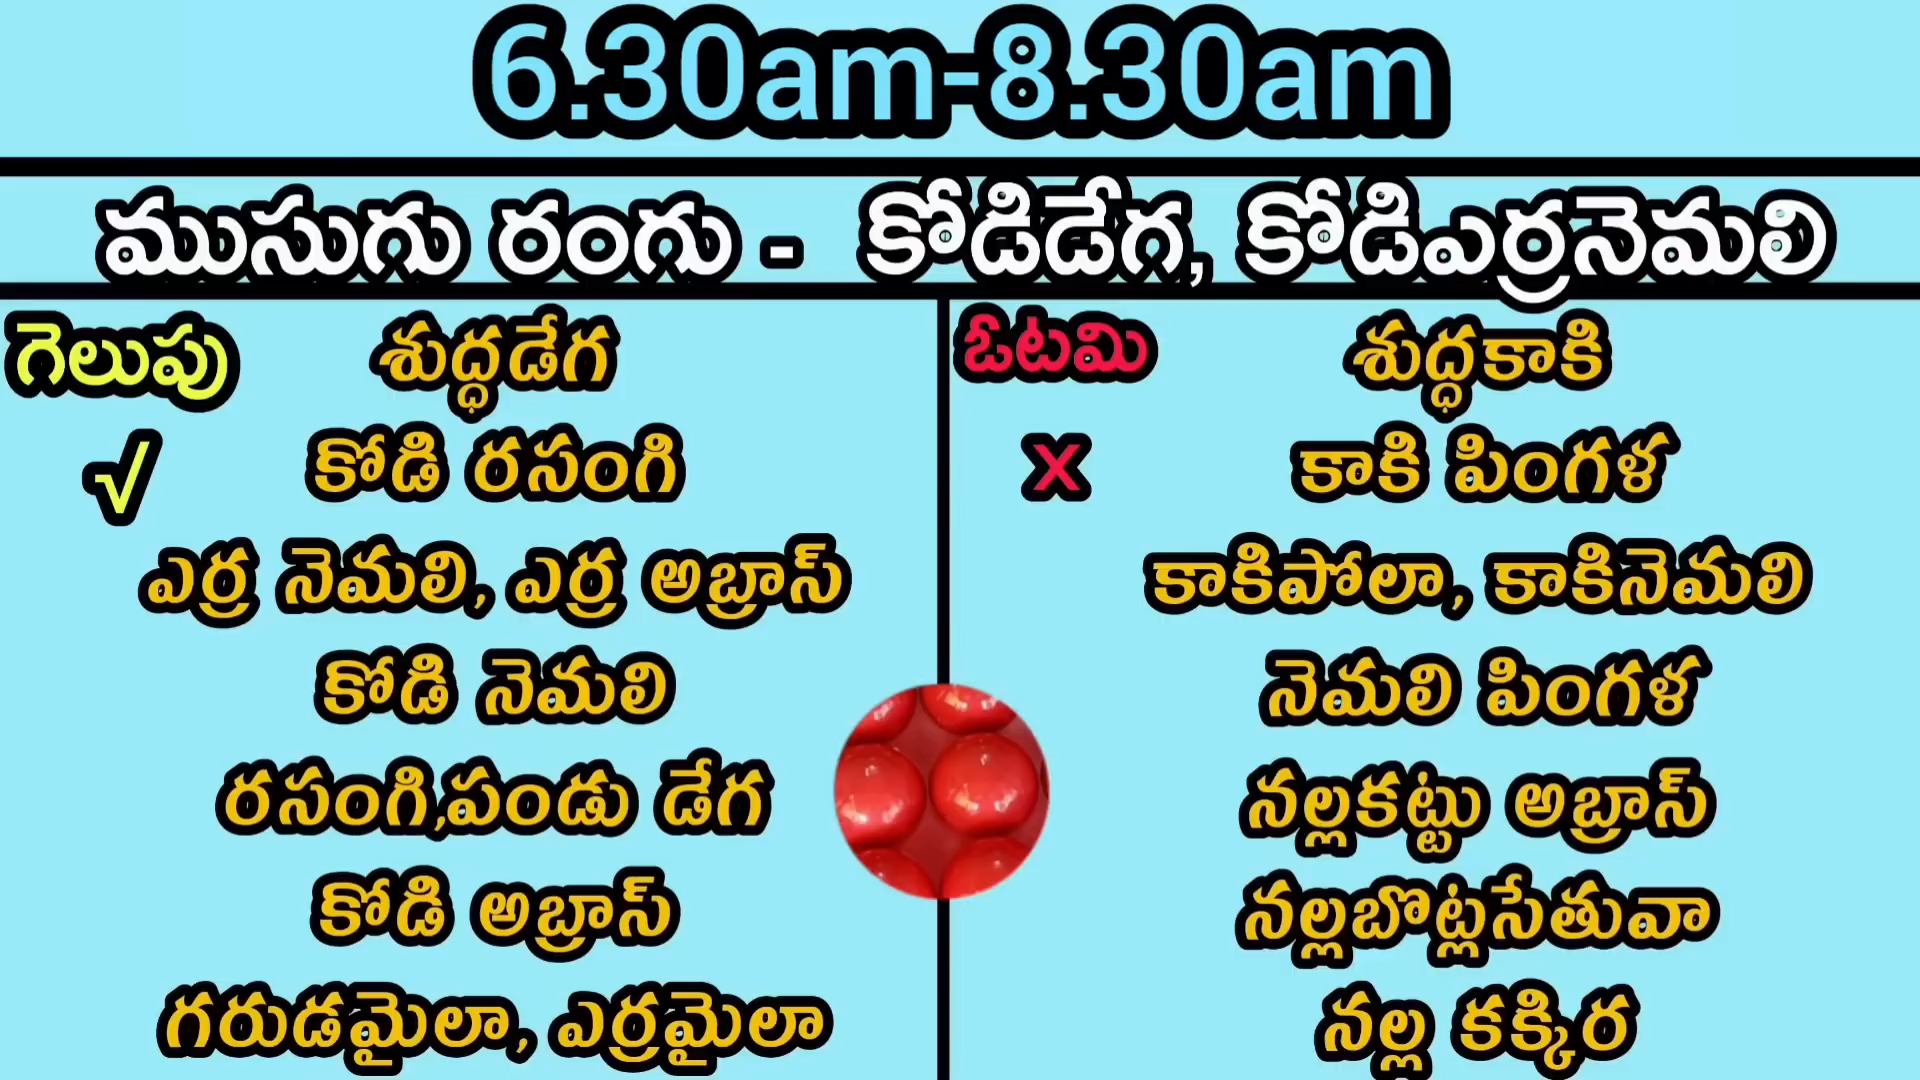 6.30am-8.30am
ముసుగు రంగు - కోడిడేగ, కోడిఎర్రనెమలి
గెలుపు శుద్ధడేగ
√ కోడి రసంగి
ఎర్ర నెమలి, ఎర్ర అబ్రాస్
కోడి నెమలి
రసంగి,పండు డేగ
కోడి అబ్రాస్
గరుడమైలా, ఎర్రమైలా
ఓటమి శుద్ధకాకి
x కాకి పింగళ
కాకిపోలా, కాకినెమలి
నెమలి పింగళ
నల్లకట్టు అబ్రాస్
నల్లబొట్లసేతువా
నల్ల కక్కిర